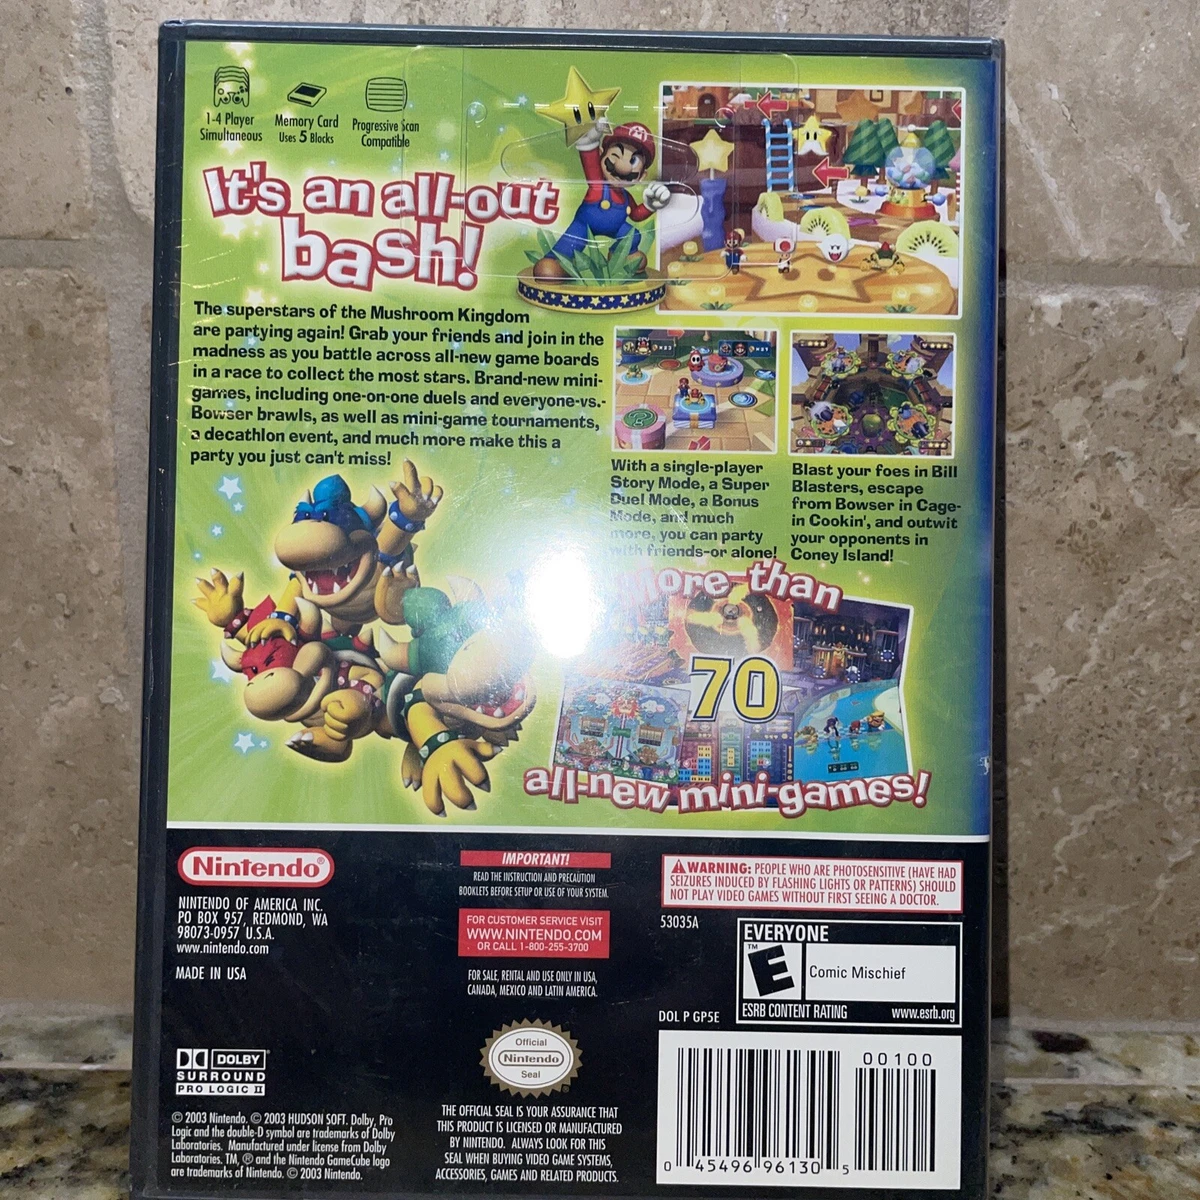 1-4 Player
Simultaneous
Memory Card
Uses 5 Blocks
Progressive Scan
Compatible
It's an all-out
bash!
The superstars of the Mushroom Kingdom
are partying again! Grab your friends and join in the
madness as you battle across all-new game boards
in a race to collect the most stars. Brand-new mini-
games, including one-on-one duels and everyone-vs.-
Bowser brawls, as well as mini-game tournaments,
a decathlon event, and much more make this a
party you just can't miss!
With a single-player
Story Mode, a Super
Duel Mode, a Bonus
Mode, and much
more, you can party
with friends-or alone!
Blast your foes in Bill
Blasters, escape
from Bowser in Cage-
in Cookin', and outwit
your opponents in
Coney Island!
More than
70
all-new mini-games!
Nintendo®
NINTENDO OF AMERICA INC.
PO BOX 957, REDMOND, WA
98073-0957 U.S.A.
www.nintendo.com
MADE IN USA
IMPORTANT!
READ THE INSTRUCTION AND PRECAUTION
BOOKLETS BEFORE SETUP OR USE OF YOUR SYSTEM.
FOR CUSTOMER SERVICE VISIT
WWW.NINTENDO.COM
OR CALL 1-800-255-3700
FOR SALE, RENTAL AND USE ONLY IN USA,
CANADA, MEXICO AND LATIN AMERICA.
WARNING: PEOPLE WHO ARE PHOTOSENSITIVE (HAVE HAD
SEIZURES INDUCED BY FLASHING LIGHTS OR PATTERNS) SHOULD
NOT PLAY VIDEO GAMES WITHOUT FIRST SEEING A DOCTOR.
53035A
EVERYONE
E
TM
Comic Mischief
ESRB CONTENT RATING
www.esrb.org
DOL P GP5E
DOLBY
SURROUND
PRO LOGIC II
© 2003 Nintendo. © 2003 HUDSON SOFT. Dolby, Pro
Logic and the double-D symbol are trademarks of Dolby
Laboratories. Manufactured under license from Dolby
Laboratories. TM, ® and the Nintendo GameCube logo
are trademarks of Nintendo. © 2003 Nintendo.
Official
Nintendo
Seal
THE OFFICIAL SEAL IS YOUR ASSURANCE THAT
THIS PRODUCT IS LICENSED OR MANUFACTURED
BY NINTENDO. ALWAYS LOOK FOR THIS
SEAL WHEN BUYING VIDEO GAME SYSTEMS,
ACCESSORIES, GAMES AND RELATED PRODUCTS.
00100
0 45496 96130 5